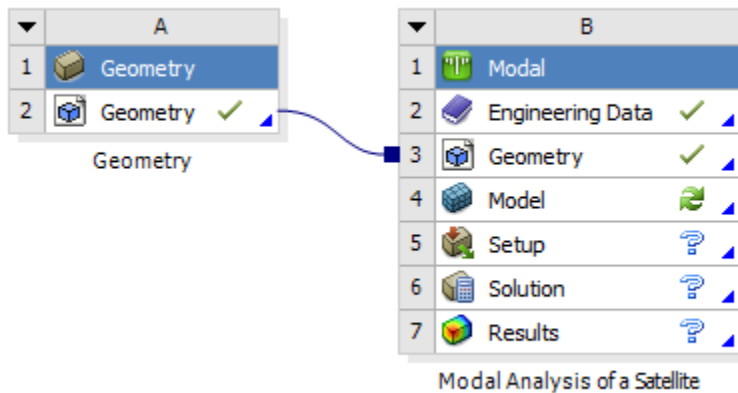 A
1 Geometry
2 Geometry
Geometry
B
1 Modal
2 Engineering Data
3 Geometry
4 Model
5 Setup
6 Solution
7 Results
Modal Analysis of a Satellite